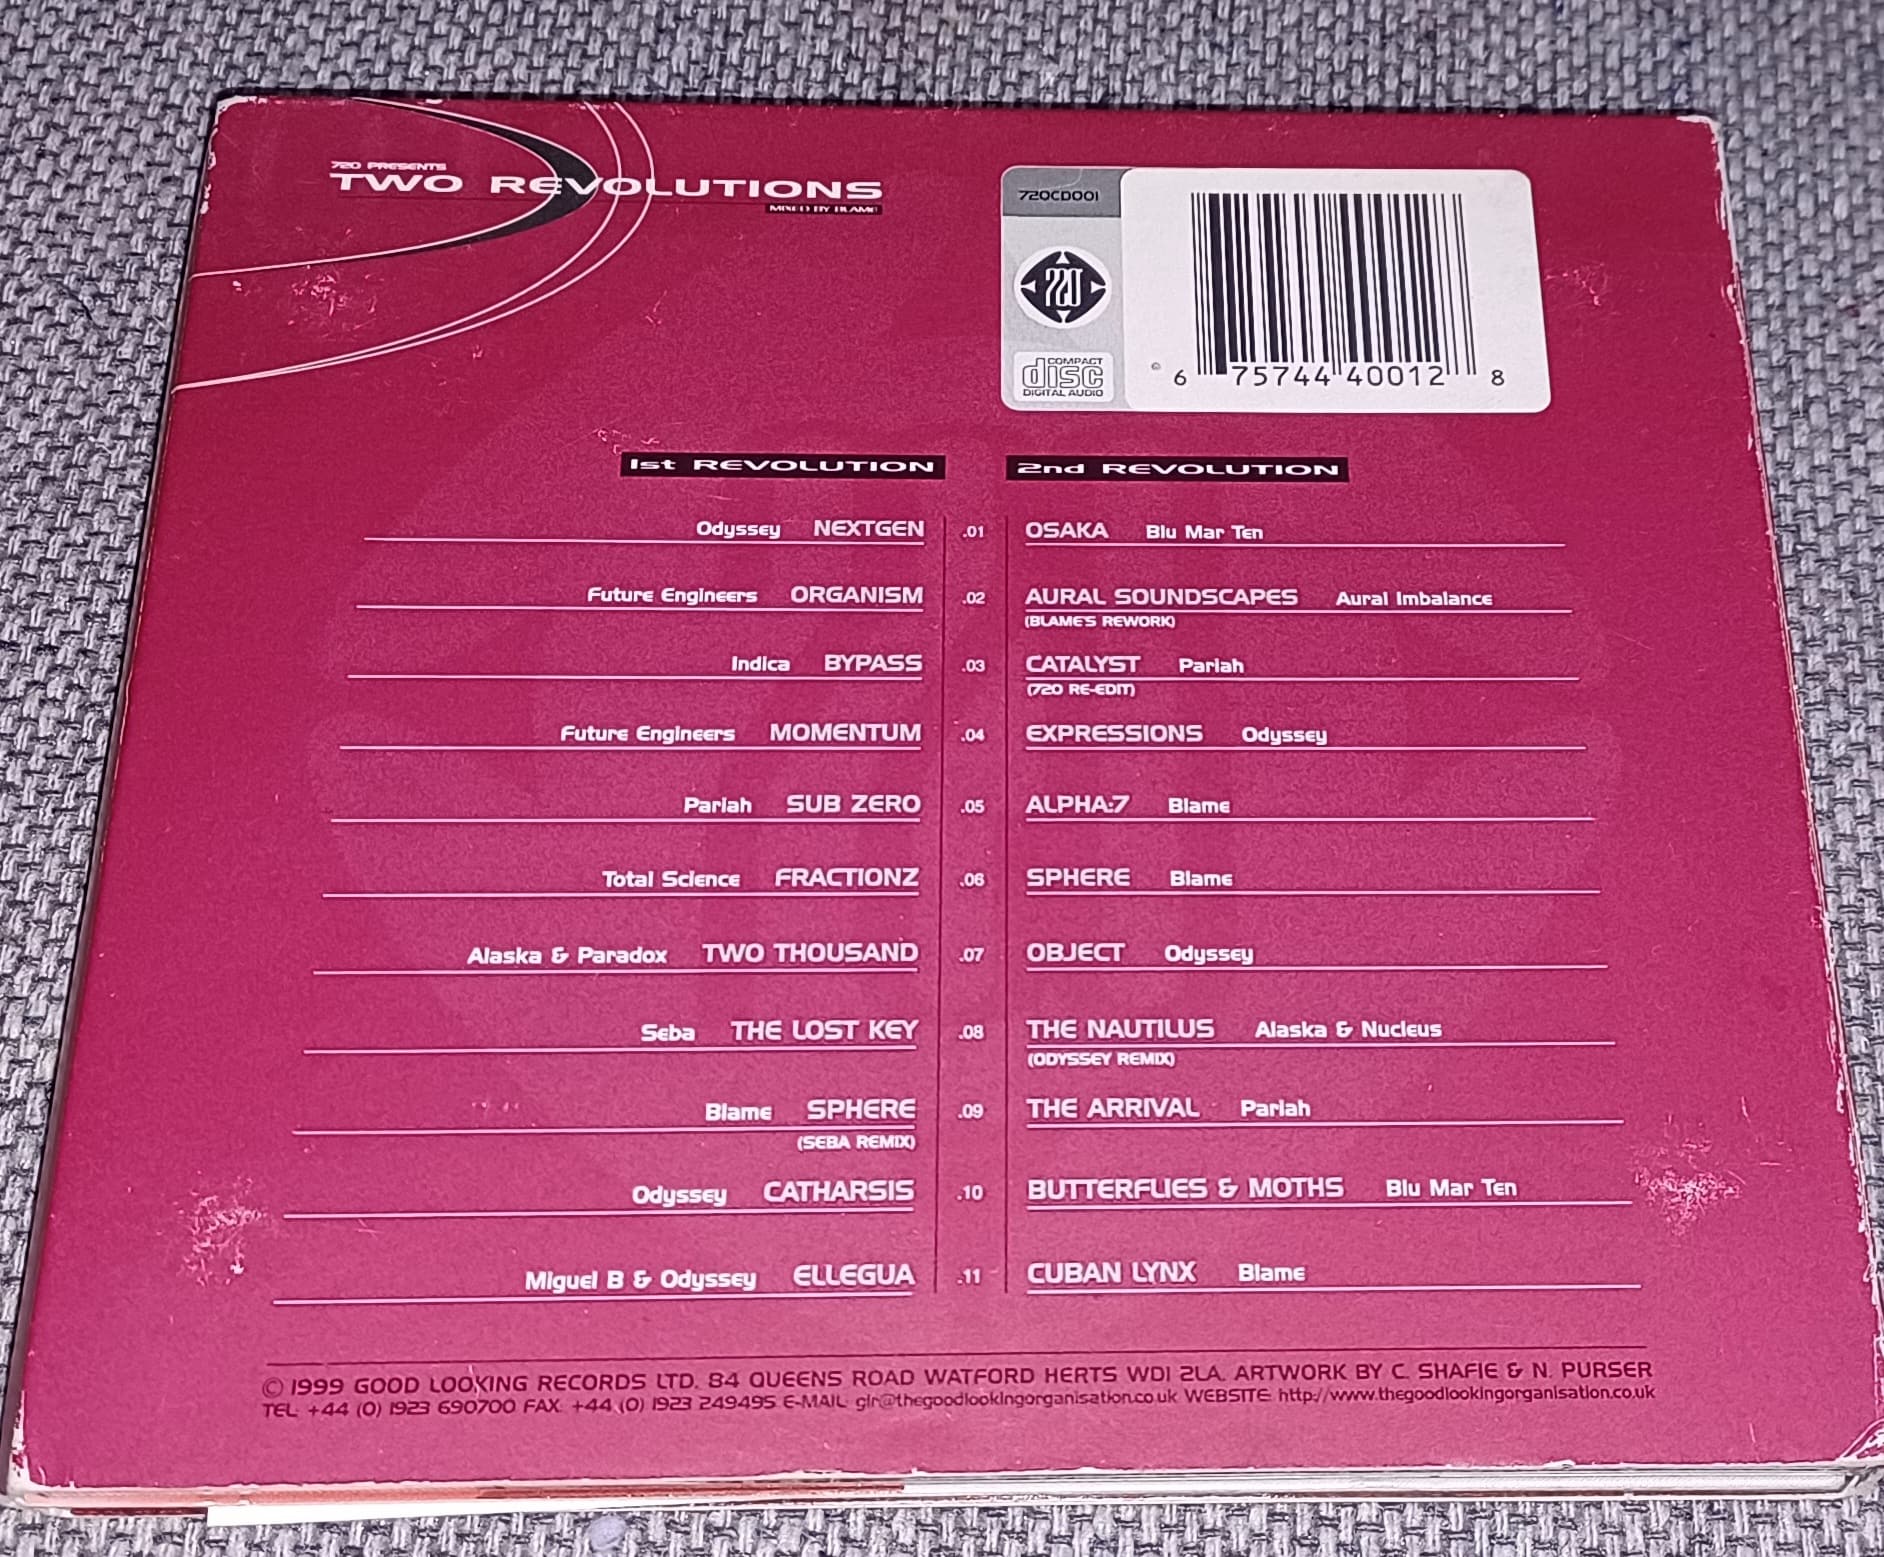 720 PRESENTS
TWO REVOLUTIONS
MIXED BY BLAME
720CD001
720
COMPACT
disc
DIGITAL AUDIO
6 75744 40012 8
1st REVOLUTION
Odyssey NEXTGEN .01
Future Engineers ORGANISM .02
Indica BYPASS .03
Future Engineers MOMENTUM .04
Pariah SUB ZERO .05
Total Science FRACTIONZ .06
Alaska & Paradox TWO THOUSAND .07
Seba THE LOST KEY .08
Blame SPHERE .09
(SEBA REMIX)
Odyssey CATHARSIS .10
Miguel B & Odyssey ELLEGUA .11
2nd REVOLUTION
OSAKA Blu Mar Ten
AURAL SOUNDSCAPES Aural Imbalance
(BLAME'S REWORK)
CATALYST Pariah
(720 RE-EDIT)
EXPRESSIONS Odyssey
ALPHA:7 Blame
SPHERE Blame
OBJECT Odyssey
THE NAUTILUS Alaska & Nucleus
(ODYSSEY REMIX)
THE ARRIVAL Pariah
BUTTERFLIES & MOTHS Blu Mar Ten
CUBAN LYNX Blame
© 1999 GOOD LOOKING RECORDS LTD. 84 QUEENS ROAD WATFORD HERTS WD1 2LA. ARTWORK BY C. SHAFIE & N. PURSER
TEL: +44 (0) 1923 690700 FAX: +44 (0) 1923 249495 E-MAIL: glr@thegoodlookingorganisation.co.uk WEBSITE: http://www.thegoodlookingorganisation.co.uk